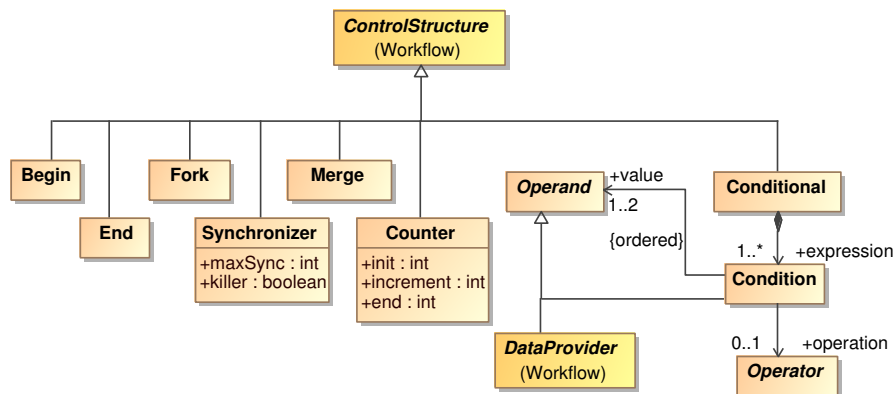 ControlStructure
(Workflow)
Begin
Fork
Merge
Operand
+value
1..2
{ordered}
Conditional
End
Synchronizer
+maxSync : int
+killer : boolean
Counter
+init : int
+increment : int
+end : int
1..*
+expression
Condition
DataProvider
(Workflow)
0..1
+operation
Operator